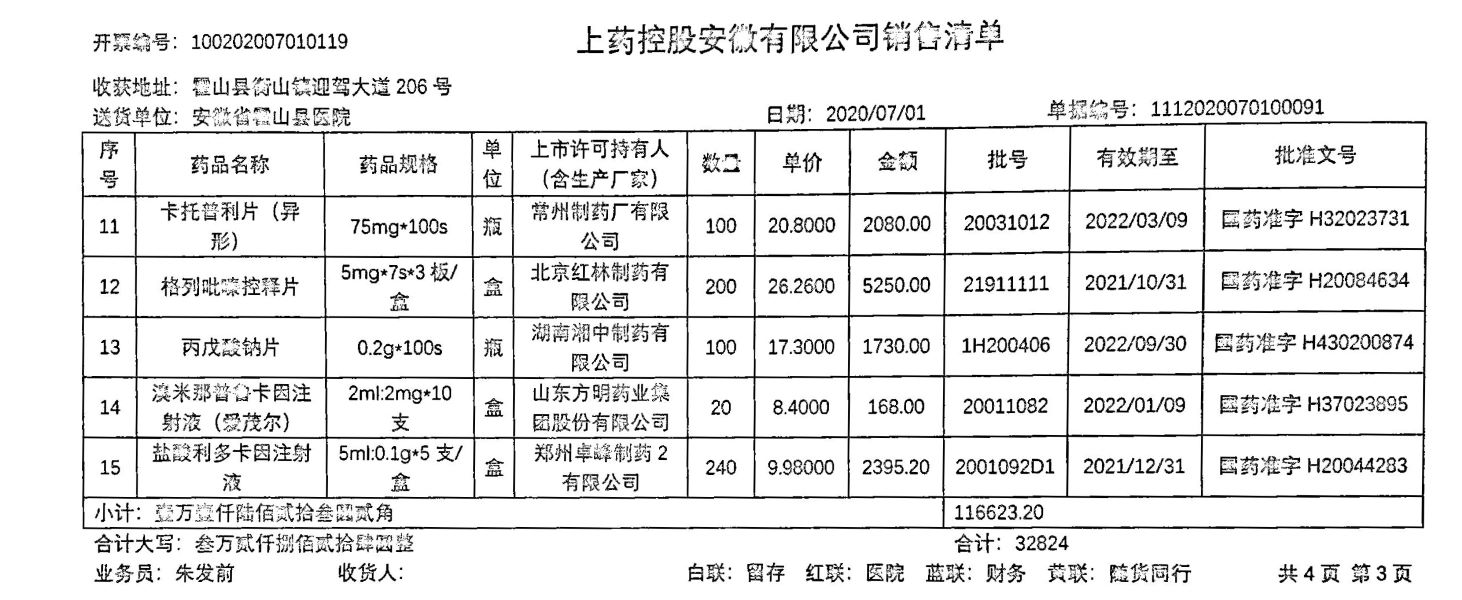 上药控股安徽有限公司销售清单
开票编号：100202007010119
收获地址：霍山县衡山镇迎驾大道 206 号
送货单位：安徽省霍山县医院 日期：2020/07/01 单据编号：1112020070100091
序号 药品名称 药品规格 单位 上市许可持有人（含生产厂家） 数量 单价 金额 批号 有效期至 批准文号
11 卡托普利片（异形） 75mg*100s 瓶 常州制药厂有限公司 100 20.8000 2080.00 20031012 2022/03/09 国药准字 H32023731
12 格列吡嗪控释片 5mg*7s*3 板/盒 盒 北京红林制药有限公司 200 26.2600 5250.00 21911111 2021/10/31 国药准字 H20084634
13 丙戊酸钠片 0.2g*100s 瓶 湖南湘中制药有限公司 100 17.3000 1730.00 1H200406 2022/09/30 国药准字 H430200874
14 溴米那普鲁卡因注射液（爱茂尔） 2ml:2mg*10 支 盒 山东方明药业集团股份有限公司 20 8.4000 168.00 20011082 2022/01/09 国药准字 H37023895
15 盐酸利多卡因注射液 5ml:0.1g*5 支/盒 盒 郑州卓峰制药 2 有限公司 240 9.98000 2395.20 2001092D1 2021/12/31 国药准字 H20044283
小计：壹万壹仟陆佰贰拾叁圆贰角 116623.20
合计大写：叁万贰仟捌佰贰拾肆圆整 合计：32824
业务员：朱发前 收货人： 白联：留存 红联：医院 蓝联：财务 黄联：随货同行 共 4 页 第 3 页